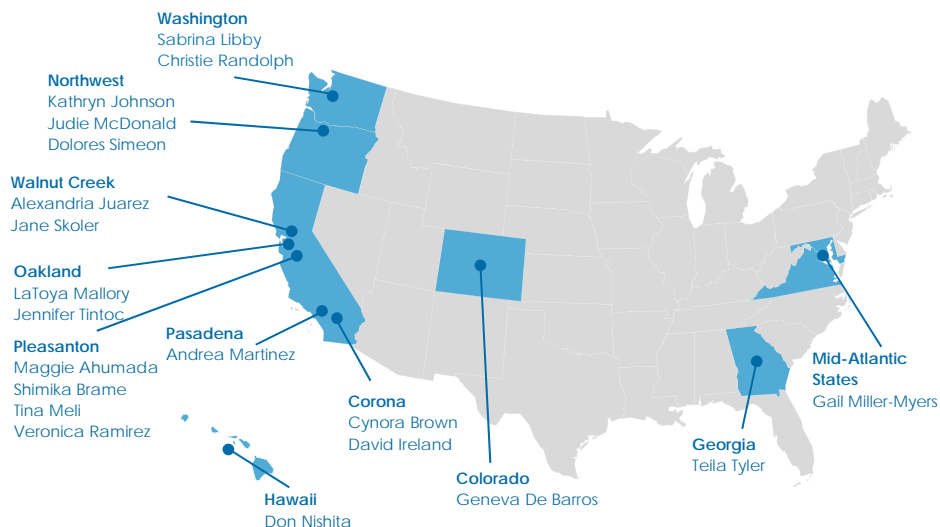 Washington
Sabrina Libby
Christie Randolph
Northwest
Kathryn Johnson
Judie McDonald
Dolores Simeon
Walnut Creek
Alexandria Juarez
Jane Skoler
Oakland
LaToya Mallory
Jennifer Tintoc
Pleasanton
Maggie Ahumada
Shimika Brame
Tina Meli
Veronica Ramirez
Pasadena
Andrea Martinez
Corona
Cynora Brown
David Ireland
Hawaii
Don Nishita
Colorado
Geneva De Barros
Georgia
Teila Tyler
Mid-Atlantic
States
Gail Miller-Myers